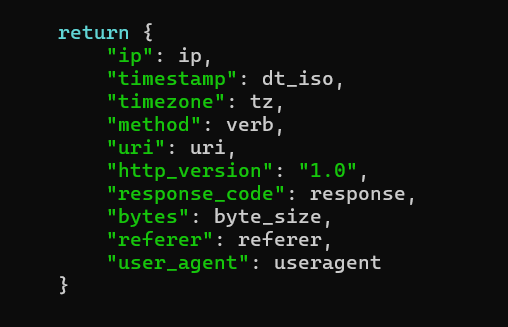 return {
"ip": ip,
"timestamp": dt_iso,
"timezone": tz,
"method": verb,
"uri": uri,
"http_version": "1.0",
"response_code": response,
"bytes": byte_size,
"referer": referer,
"user_agent": useragent
}